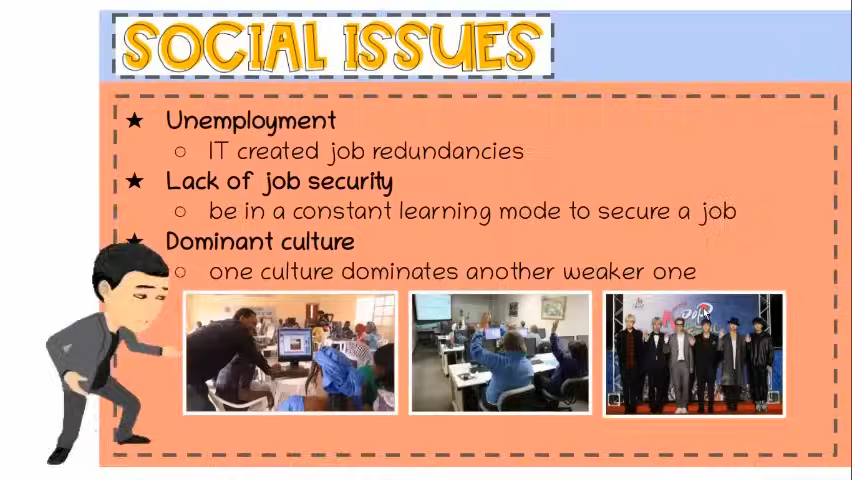 SOCIAL ISSUES
★ Unemployment
○ IT created job redundancies
★ Lack of job security
○ be in a constant learning mode to secure a job
★ Dominant culture
○ one culture dominates another weaker one